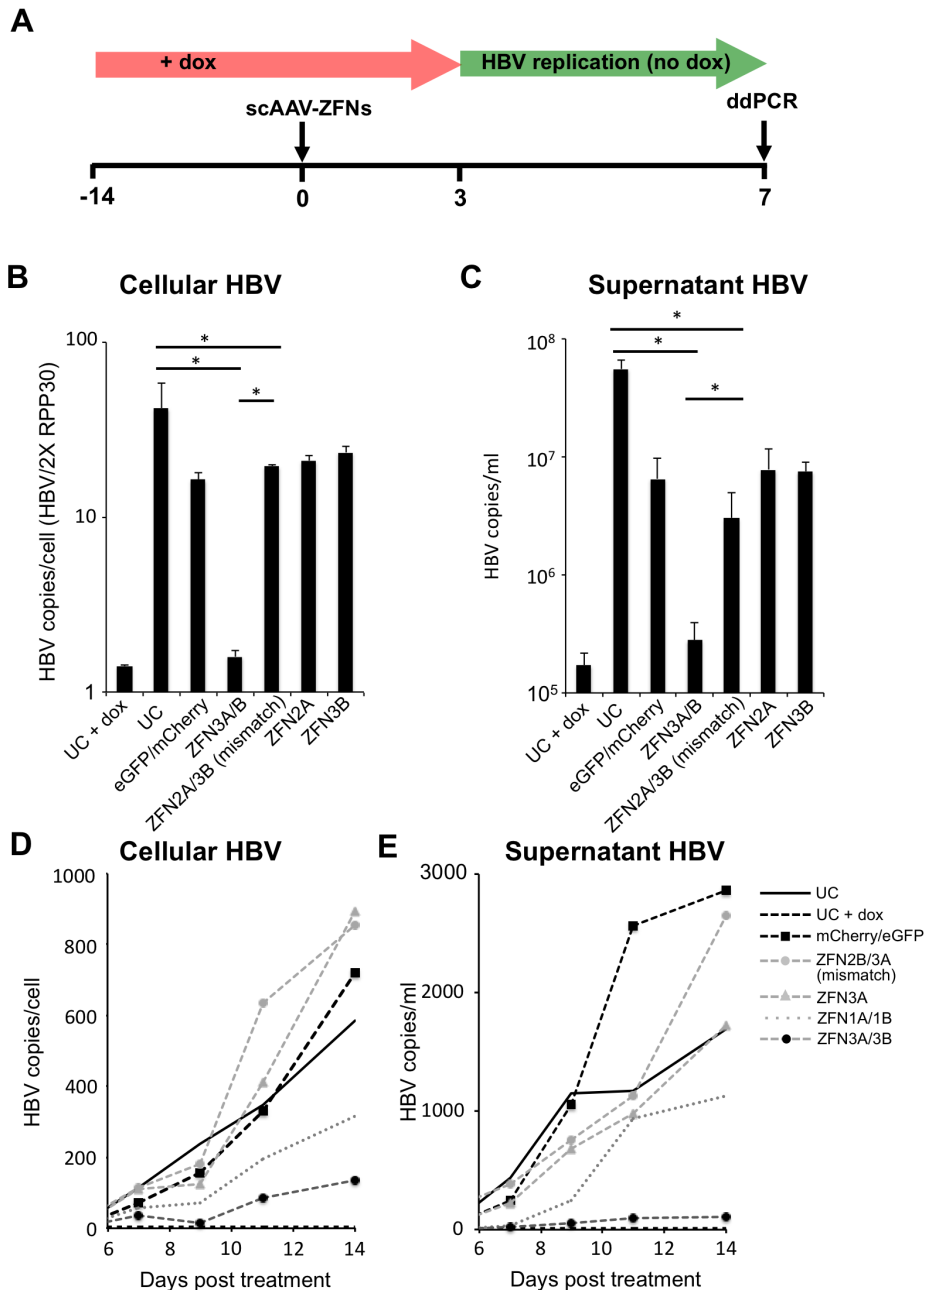 A
+ dox
HBV replication (no dox)
scAAV-ZFNs
ddPCR
-14
0
3
7
B
Cellular HBV
HBV copies/cell (HBV/2X RPP30)
100
10
1
*
*
*
UC + dox
UC
eGFP/mCherry
ZFN3A/B
ZFN2A/3B (mismatch)
ZFN2A
ZFN3B
C
Supernatant HBV
HBV copies/ml
10⁸
10⁷
10⁶
10⁵
*
*
*
UC + dox
UC
eGFP/mCherry
ZFN3A/B
ZFN2A/3B (mismatch)
ZFN2A
ZFN3B
D
Cellular HBV
HBV copies/cell
1000
800
600
400
200
0
6
8
10
12
14
Days post treatment
E
Supernatant HBV
HBV copies/ml
3000
2000
1000
0
6
8
10
12
14
Days post treatment
UC
UC + dox
mCherry/eGFP
ZFN2B/3A
(mismatch)
ZFN3A
ZFN1A/1B
ZFN3A/3B